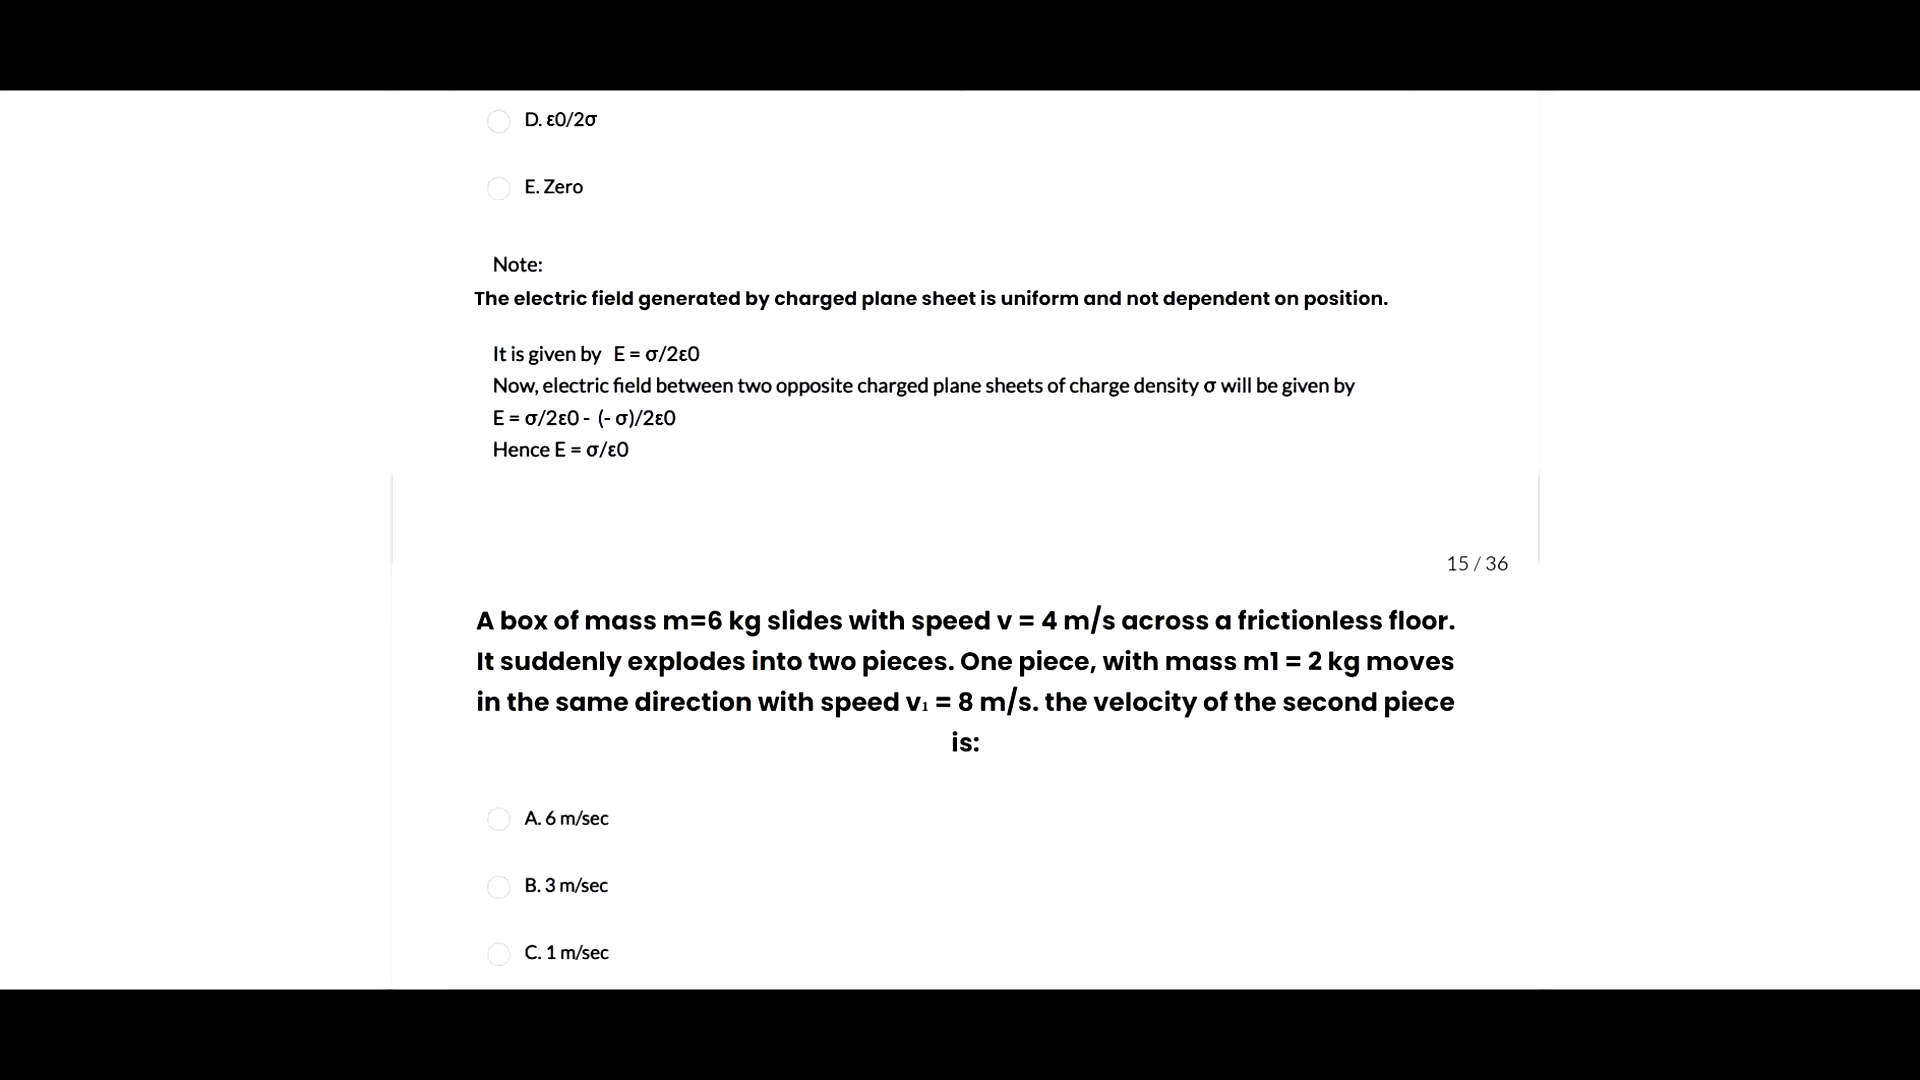 D. ε0/2σ
E. Zero
Note:
The electric field generated by charged plane sheet is uniform and not dependent on position.
It is given by E = σ/2ε0
Now, electric field between two opposite charged plane sheets of charge density σ will be given by
E = σ/2ε0 - (- σ)/2ε0
Hence E = σ/ε0
15 / 36
A box of mass m=6 kg slides with speed v = 4 m/s across a frictionless floor.
It suddenly explodes into two pieces. One piece, with mass m1 = 2 kg moves
in the same direction with speed v₁ = 8 m/s. the velocity of the second piece
is:
A. 6 m/sec
B. 3 m/sec
C. 1 m/sec